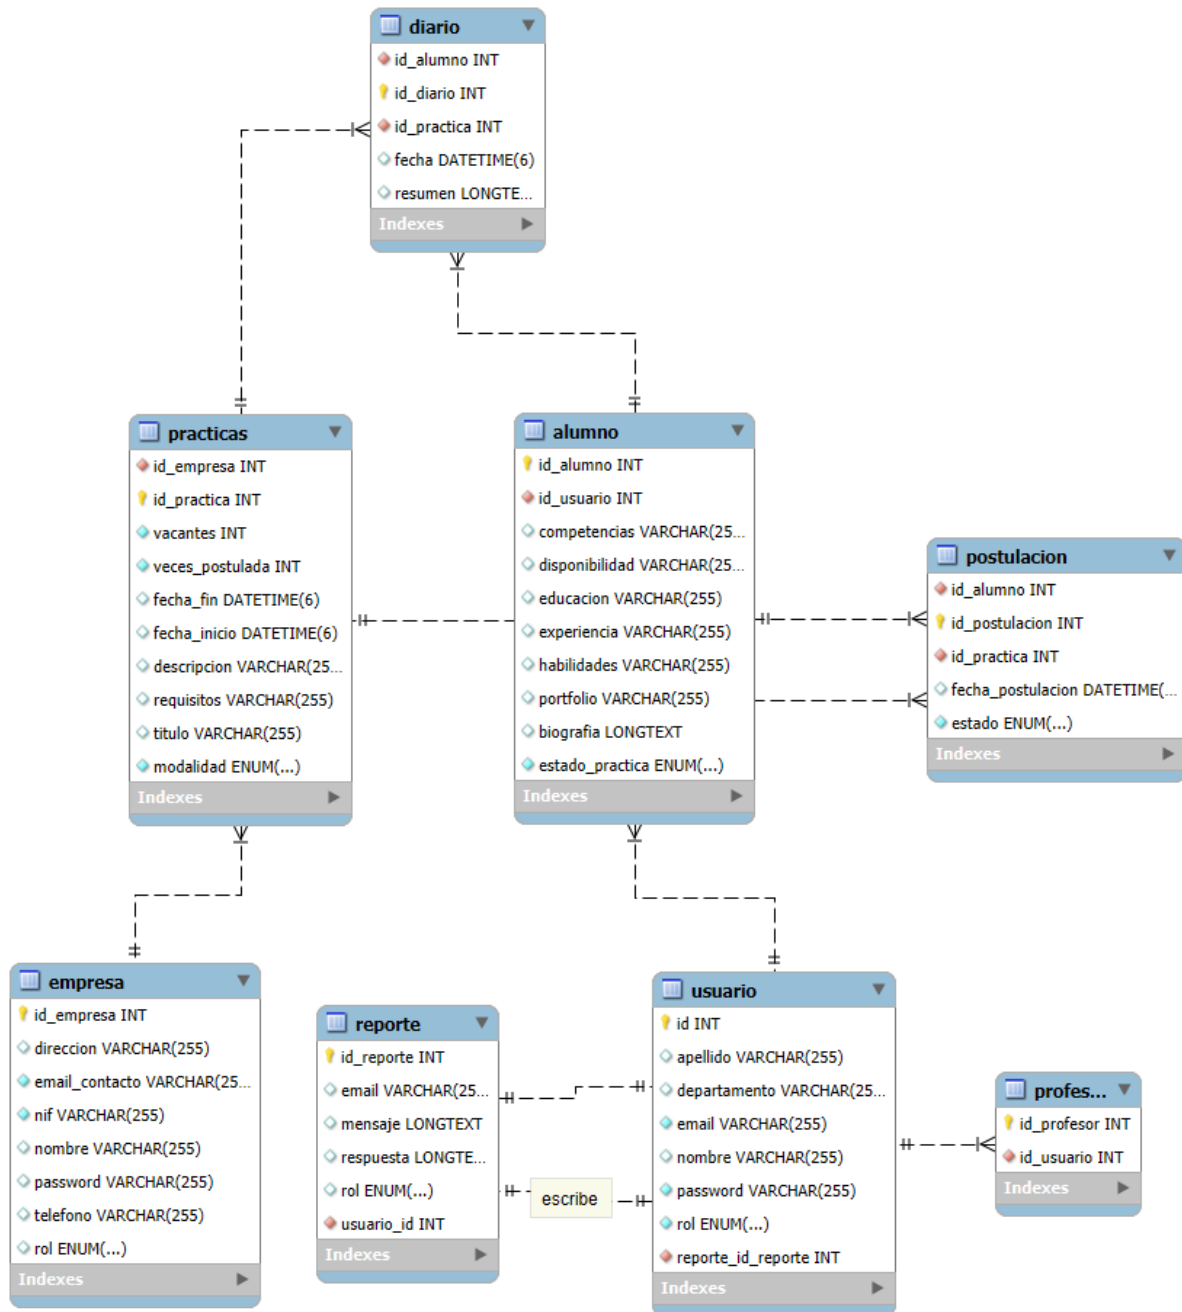 diario
id_alumno INT
id_diario INT
id_practica INT
fecha DATETIME(6)
resumen LONGTE...
Indexes
practicas
id_empresa INT
id_practica INT
vacantes INT
veces_postulada INT
fecha_fin DATETIME(6)
fecha_inicio DATETIME(6)
descripcion VARCHAR(25...
requisitos VARCHAR(255)
titulo VARCHAR(255)
modalidad ENUM(...)
Indexes
alumno
id_alumno INT
id_usuario INT
competencias VARCHAR(25...
disponibilidad VARCHAR(25...
educacion VARCHAR(255)
experiencia VARCHAR(255)
habilidades VARCHAR(255)
portfolio VARCHAR(255)
biografia LONGTEXT
estado_practica ENUM(...)
Indexes
postulacion
id_alumno INT
id_postulacion INT
id_practica INT
fecha_postulacion DATETIME(...
estado ENUM(...)
Indexes
empresa
id_empresa INT
direccion VARCHAR(255)
email_contacto VARCHAR(25...
nif VARCHAR(255)
nombre VARCHAR(255)
password VARCHAR(255)
telefono VARCHAR(255)
rol ENUM(...)
Indexes
reporte
id_reporte INT
email VARCHAR(25...
mensaje LONGTEXT
respuesta LONGTE...
rol ENUM(...)
usuario_id INT
Indexes
escribe
usuario
id INT
apellido VARCHAR(255)
departamento VARCHAR(25...
email VARCHAR(255)
nombre VARCHAR(255)
password VARCHAR(255)
rol ENUM(...)
reporte_id_reporte INT
Indexes
profes...
id_profesor INT
id_usuario INT
Indexes